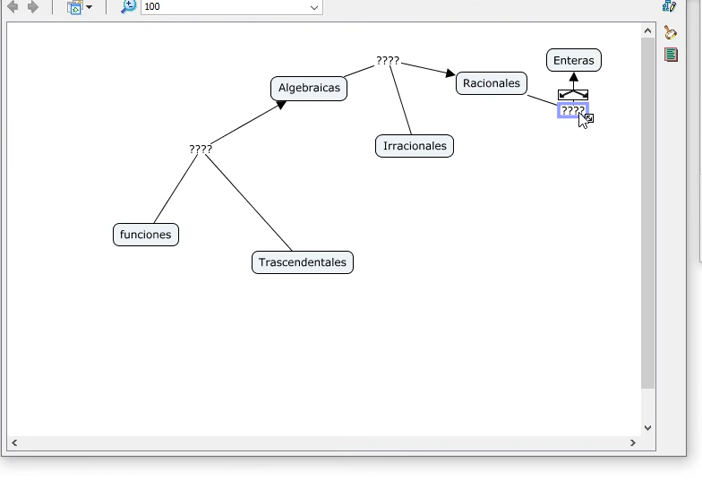 100
????
Enteras
Algebraicas
Racionales
????
Irracionales
????
funciones
Trascendentales